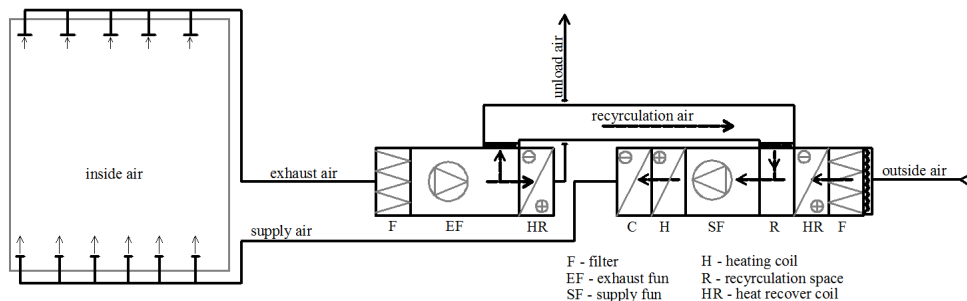 unload air
recyrculation air
inside air
exhaust air
outside air
supply air
F
EF
HR
C
H
SF
R
HR
F
F - filter
EF - exhaust fun
SF - supply fun
H - heating coil
R - recyrculation space
HR - heat recover coil